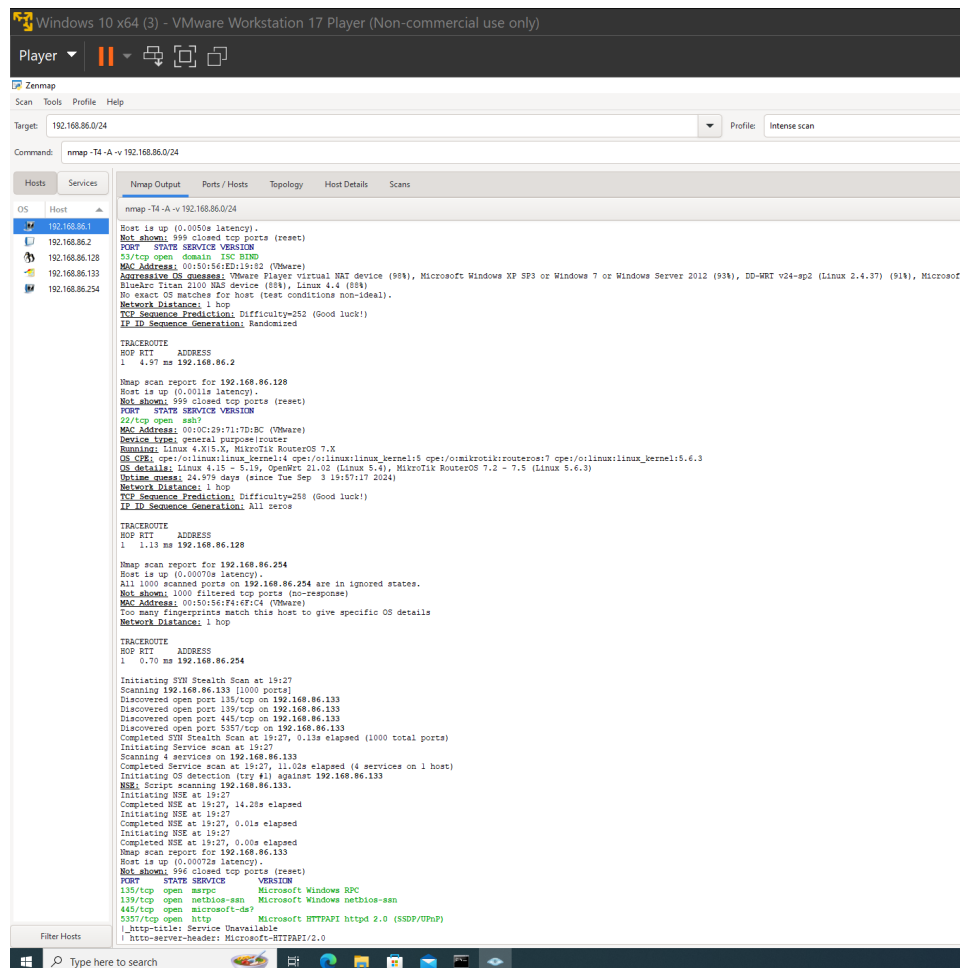 Windows 10 x64 (3) - VMware Workstation 17 Player (Non-commercial use only)
Player
Zenmap
Scan Tools Profile Help
Target: 192.168.86.0/24 Profile: Intense scan
Command: nmap -T4 -A -v 192.168.86.0/24
Hosts Services
Nmap Output Ports / Hosts Topology Host Details Scans
OS Host
nmap -T4 -A -v 192.168.86.0/24
192.168.86.1
192.168.86.2
192.168.86.128
192.168.86.133
192.168.86.254
Host is up (0.0050s latency).
Not shown: 999 closed tcp ports (reset)
PORT STATE SERVICE VERSION
53/tcp open domain ISC BIND
MAC Address: 00:50:56:ED:19:82 (VMware)
Aggressive OS guesses: VMware Player virtual NAT device (98%), Microsoft Windows XP SP3 or Windows 7 or Windows Server 2012 (93%), DD-WRT v24-sp2 (Linux 2.4.37) (91%), Microsof
BlueArc Titan 2100 NAS device (88%), Linux 4.4 (88%)
No exact OS matches for host (test conditions non-ideal).
Network Distance: 1 hop
TCP Sequence Prediction: Difficulty=252 (Good luck!)
IP ID Sequence Generation: Randomized
TRACEROUTE
HOP RTT ADDRESS
1 4.97 ms 192.168.86.2
Nmap scan report for 192.168.86.128
Host is up (0.0011s latency).
Not shown: 999 closed tcp ports (reset)
PORT STATE SERVICE VERSION
22/tcp open ssh?
MAC Address: 00:0C:29:71:7D:BC (VMware)
Device type: general purpose|router
Running: Linux 4.X|5.X, MikroTik RouterOS 7.X
OS CPE: cpe:/o:linux:linux_kernel:4 cpe:/o:linux:linux_kernel:5 cpe:/o:mikrotik:routeros:7 cpe:/o:linux:linux_kernel:5.6.3
OS details: Linux 4.15 - 5.19, OpenWrt 21.02 (Linux 5.4), MikroTik RouterOS 7.2 - 7.5 (Linux 5.6.3)
Uptime guess: 24.979 days (since Tue Sep 3 19:57:17 2024)
Network Distance: 1 hop
TCP Sequence Prediction: Difficulty=258 (Good luck!)
IP ID Sequence Generation: All zeros
TRACEROUTE
HOP RTT ADDRESS
1 1.13 ms 192.168.86.128
Nmap scan report for 192.168.86.254
Host is up (0.00070s latency).
All 1000 scanned ports on 192.168.86.254 are in ignored states.
Not shown: 1000 filtered tcp ports (no-response)
MAC Address: 00:50:56:F4:6F:C4 (VMware)
Too many fingerprints match this host to give specific OS details
Network Distance: 1 hop
TRACEROUTE
HOP RTT ADDRESS
1 0.70 ms 192.168.86.254
Initiating SYN Stealth Scan at 19:27
Scanning 192.168.86.133 [1000 ports]
Discovered open port 135/tcp on 192.168.86.133
Discovered open port 139/tcp on 192.168.86.133
Discovered open port 445/tcp on 192.168.86.133
Discovered open port 5357/tcp on 192.168.86.133
Completed SYN Stealth Scan at 19:27, 0.13s elapsed (1000 total ports)
Initiating Service scan at 19:27
Scanning 4 services on 192.168.86.133
Completed Service scan at 19:27, 11.02s elapsed (4 services on 1 host)
Initiating OS detection (try #1) against 192.168.86.133
NSE: Script scanning 192.168.86.133.
Initiating NSE at 19:27
Completed NSE at 19:27, 14.28s elapsed
Initiating NSE at 19:27
Completed NSE at 19:27, 0.01s elapsed
Initiating NSE at 19:27
Completed NSE at 19:27, 0.00s elapsed
Nmap scan report for 192.168.86.133
Host is up (0.00072s latency).
Not shown: 996 closed tcp ports (reset)
PORT STATE SERVICE VERSION
135/tcp open msrpc Microsoft Windows RPC
139/tcp open netbios-ssn Microsoft Windows netbios-ssn
445/tcp open microsoft-ds?
5357/tcp open http Microsoft HTTPAPI httpd 2.0 (SSDP/UPnP)
|_http-title: Service Unavailable
| http-server-header: Microsoft-HTTPAPI/2.0
Filter Hosts
Type here to search